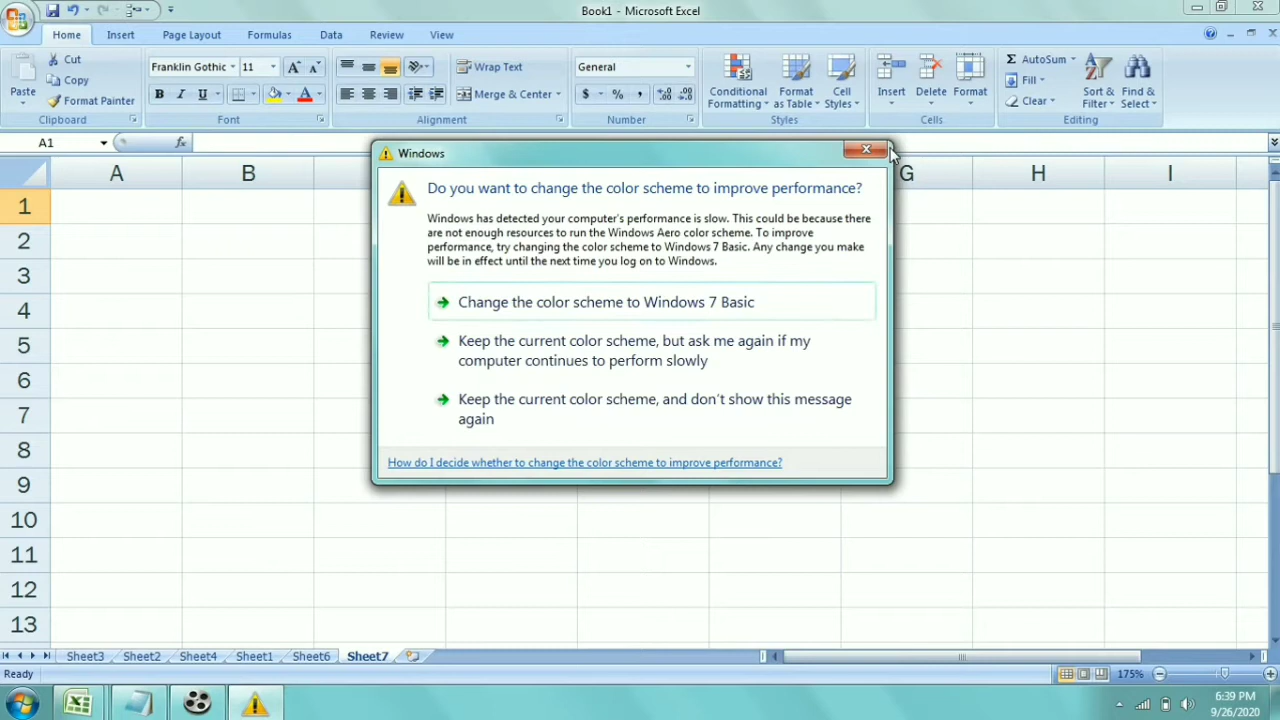 Book1 - Microsoft Excel
Home Insert Page Layout Formulas Data Review View
Cut
Copy
Format Painter
Paste
Clipboard
Franklin Gothic 11
B I U
Font
Wrap Text
Merge & Center
Alignment
General
$ % ,
Number
Conditional Formatting
Format as Table
Cell Styles
Styles
Insert Delete Format
Cells
Σ AutoSum
Fill
Clear
Sort & Filter
Find & Select
Editing
A1 fx
A B G H I
1
2
3
4
5
6
7
8
9
10
11
12
13
Windows
Do you want to change the color scheme to improve performance?
Windows has detected your computer's performance is slow. This could be because there
are not enough resources to run the Windows Aero color scheme. To improve
performance, try changing the color scheme to Windows 7 Basic. Any change you make
will be in effect until the next time you log on to Windows.
Change the color scheme to Windows 7 Basic
Keep the current color scheme, but ask me again if my
computer continues to perform slowly
Keep the current color scheme, and don't show this message
again
How do I decide whether to change the color scheme to improve performance?
Sheet3 Sheet2 Sheet4 Sheet1 Sheet6 Sheet7
Ready 175%
6:39 PM
9/26/2020